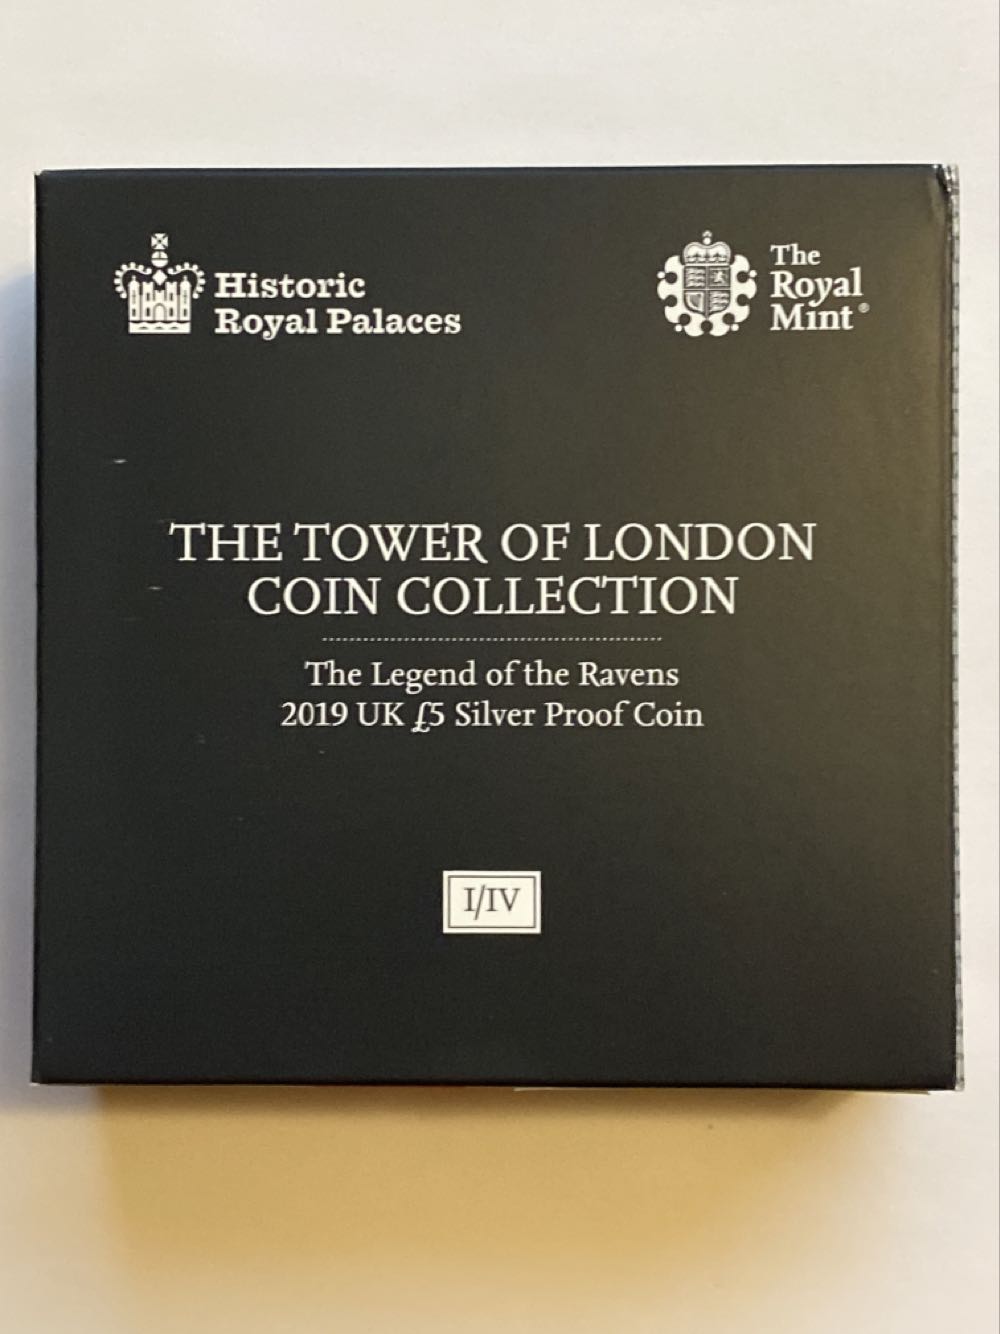 Historic
Royal Palaces
The
Royal
Mint®
THE TOWER OF LONDON
COIN COLLECTION
The Legend of the Ravens
2019 UK £5 Silver Proof Coin
I/IV